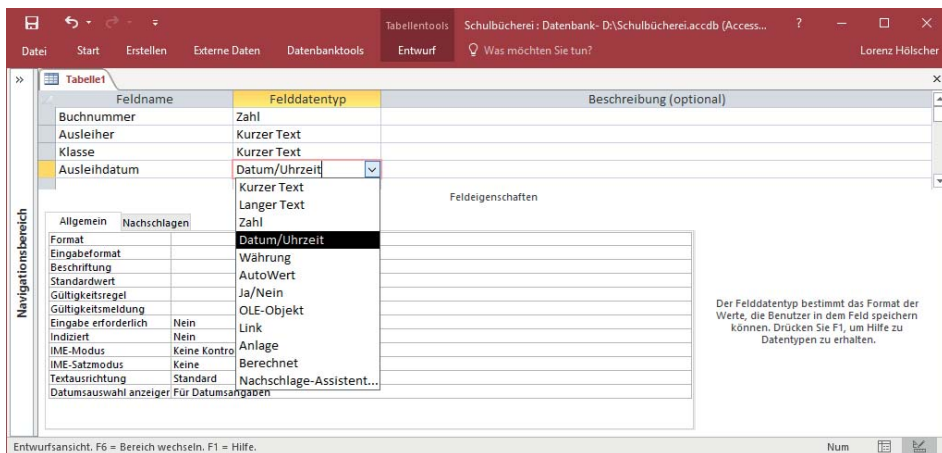 Tabellentools
Schulbücherei : Datenbank- D:\Schulbücherei.accdb (Access...
?
Datei
Start
Erstellen
Externe Daten
Datenbanktools
Entwurf
Was möchten Sie tun?
Lorenz Hölscher
Tabelle1
Feldname
Felddatentyp
Beschreibung (optional)
Buchnummer
Zahl
Ausleiher
Kurzer Text
Klasse
Kurzer Text
Ausleihdatum
Datum/Uhrzeit
Kurzer Text
Langer Text
Zahl
Datum/Uhrzeit
Währung
AutoWert
Ja/Nein
OLE-Objekt
Link
Anlage
Berechnet
Nachschlage-Assistent...
Feldeigenschaften
Navigationsbereich
Allgemein
Nachschlagen
Format
Eingabeformat
Beschriftung
Standardwert
Gültigkeitsregel
Gültigkeitsmeldung
Eingabe erforderlich
Nein
Indiziert
Nein
IME-Modus
Keine Kontro
IME-Satzmodus
Keine
Textausrichtung
Standard
Datumsauswahl anzeiger
Für Datumsangaben
Der Felddatentyp bestimmt das Format der
Werte, die Benutzer in dem Feld speichern
können. Drücken Sie F1, um Hilfe zu
Datentypen zu erhalten.
Entwurfsansicht. F6 = Bereich wechseln. F1 = Hilfe.
Num